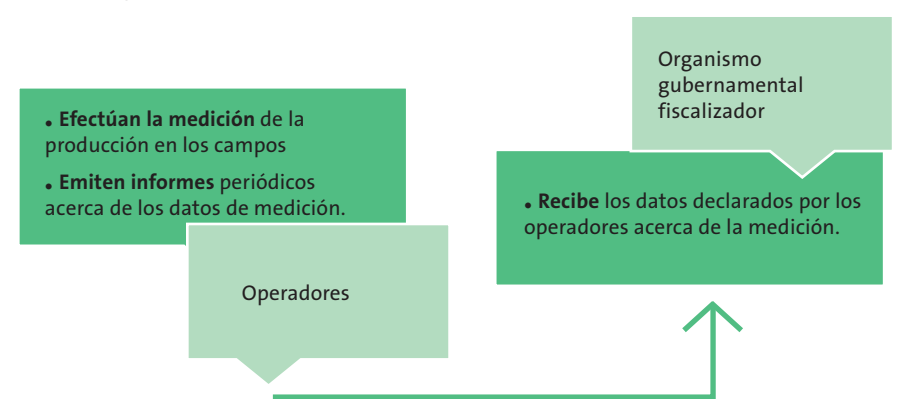 • Efectúan la medición de la
producción en los campos
• Emiten informes periódicos
acerca de los datos de medición.
Operadores
Organismo
gubernamental
fiscalizador
• Recibe los datos declarados por los
operadores acerca de la medición.